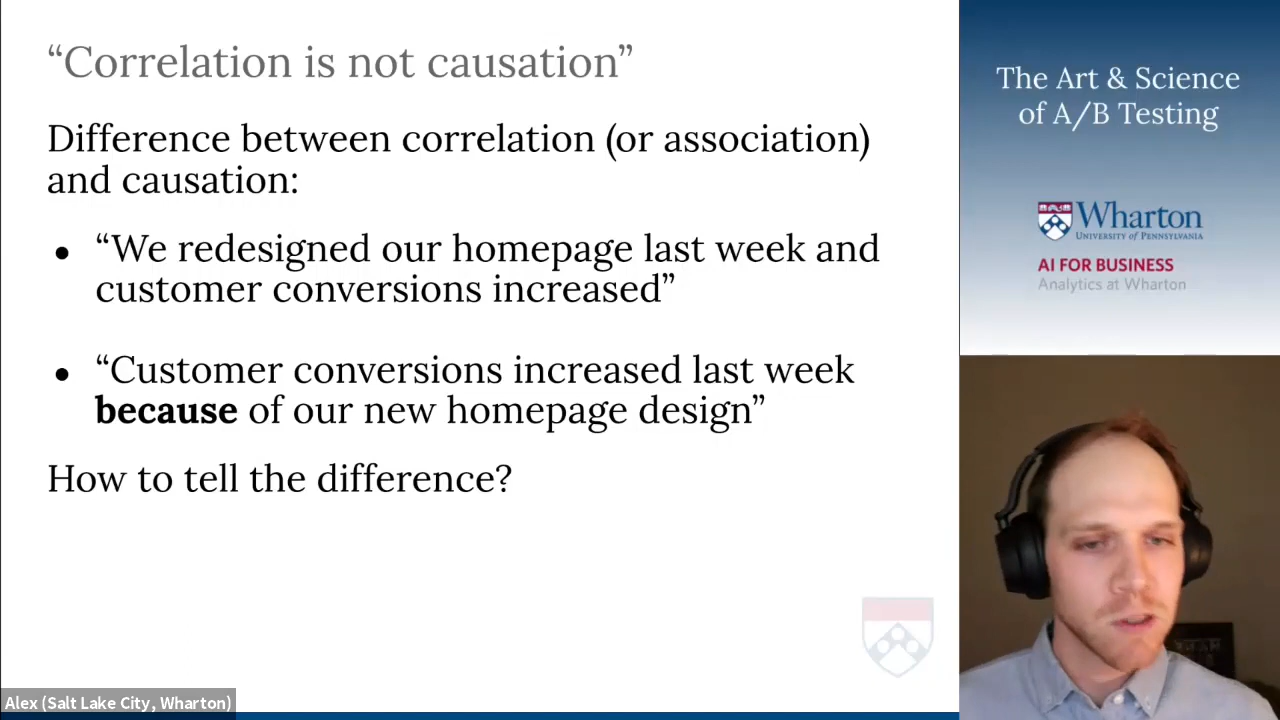 “Correlation is not causation”
Difference between correlation (or association)
and causation:
● “We redesigned our homepage last week and
customer conversions increased”
● “Customer conversions increased last week
because of our new homepage design”
How to tell the difference?
Alex (Salt Lake City, Wharton)
The Art & Science
of A/B Testing
Wharton
UNIVERSITY of PENNSYLVANIA
AI FOR BUSINESS
Analytics at Wharton